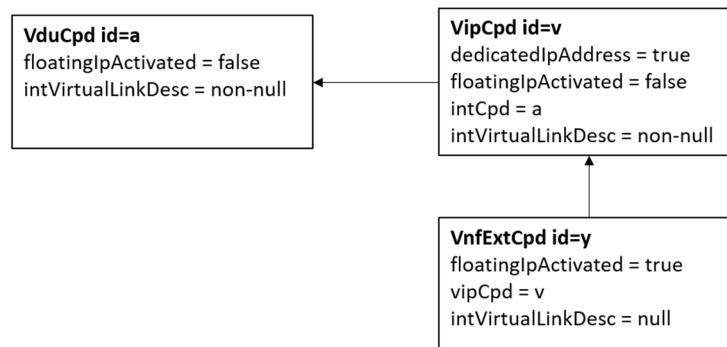 VduCpd id=a
floatingIpActivated = false
intVirtualLinkDesc = non-null
VipCpd id=v
dedicatedIpAddress = true
floatingIpActivated = false
intCpd = a
intVirtualLinkDesc = non-null
VnfExtCpd id=y
floatingIpActivated = true
vipCpd = v
intVirtualLinkDesc = null